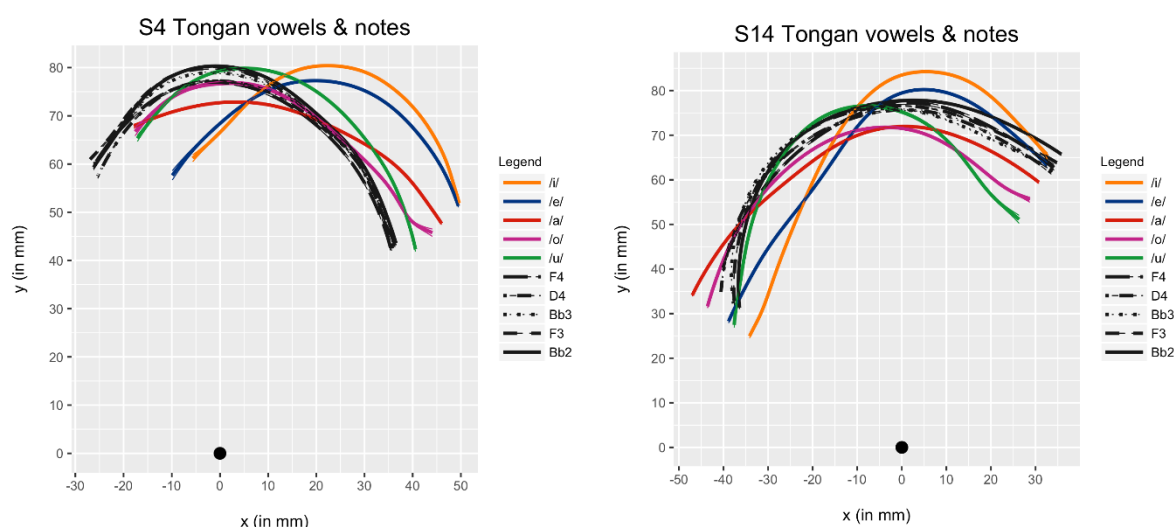 S4 Tongan vowels & notes
80
70
60
50
40
30
20
10
0
y (in mm)
-30 -20 -10 0 10 20 30 40 50
x (in mm)
Legend
/i/
/e/
/a/
/o/
/u/
F4
D4
Bb3
F3
Bb2
S14 Tongan vowels & notes
80
70
60
50
40
30
20
10
0
y (in mm)
-50 -40 -30 -20 -10 0 10 20 30
x (in mm)
Legend
/i/
/e/
/a/
/o/
/u/
F4
D4
Bb3
F3
Bb2